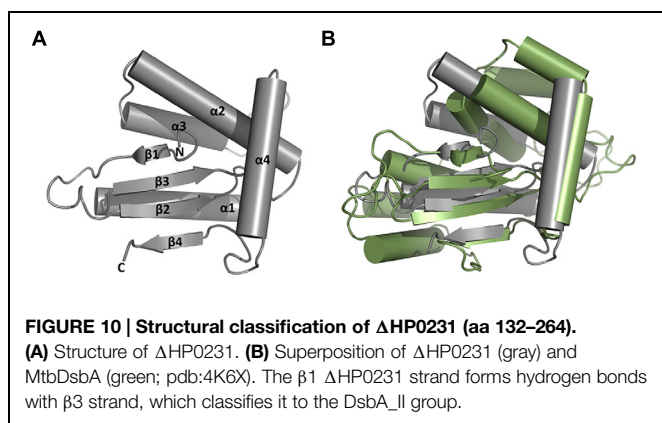 A
B
α2
α3
N
β1
α4
β3
β2
α1
β4
C
FIGURE 10 | Structural classification of ΔHP0231 (aa 132–264).
(A) Structure of ΔHP0231. (B) Superposition of ΔHP0231 (gray) and
MtbDsbA (green; pdb:4K6X). The β1 ΔHP0231 strand forms hydrogen bonds
with β3 strand, which classifies it to the DsbA_II group.